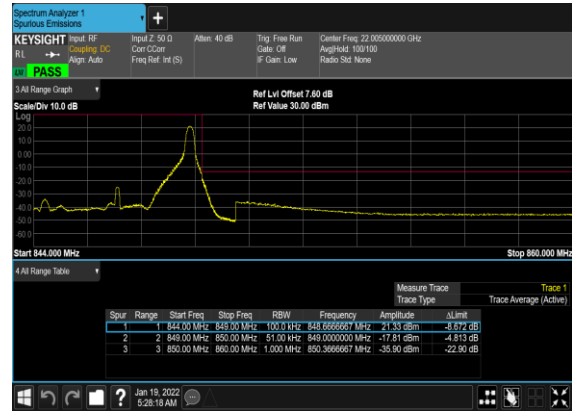 Spectrum Analyzer 1
Spurious Emissions
+
KEYSIGHT Input: RF Input Z: 50 Ω Atten: 40 dB Trig: Free Run Center Freq: 22.005000000 GHz
RL Coupling: DC Corr CCorr Gate: Off Avg|Hold: 100/100
Align: Auto Freq Ref: Int (S) IF Gain: Low Radio Std: None
PASS
3 All Range Graph
Ref Lvl Offset 7.60 dB
Scale/Div 10.0 dB Ref Value 30.00 dBm
Log
20.0
10.0
0.00
-10.0
-20.0
-30.0
-40.0
-50.0
-60.0
Start 844.000 MHz Stop 860.000 MHz
4 All Range Table
Measure Trace Trace 1
Trace Type Trace Average (Active)
Spur Range Start Freq Stop Freq RBW Frequency Amplitude ΔLimit
1 1 844.00 MHz 849.00 MHz 100.0 kHz 848.6666667 MHz 21.33 dBm -8.672 dB
2 2 849.00 MHz 850.00 MHz 51.00 kHz 849.0000000 MHz -17.81 dBm -4.813 dB
3 3 850.00 MHz 860.00 MHz 1.000 MHz 850.3666667 MHz -35.90 dBm -22.90 dB
? Jan 19, 2022
5:28:18 AM